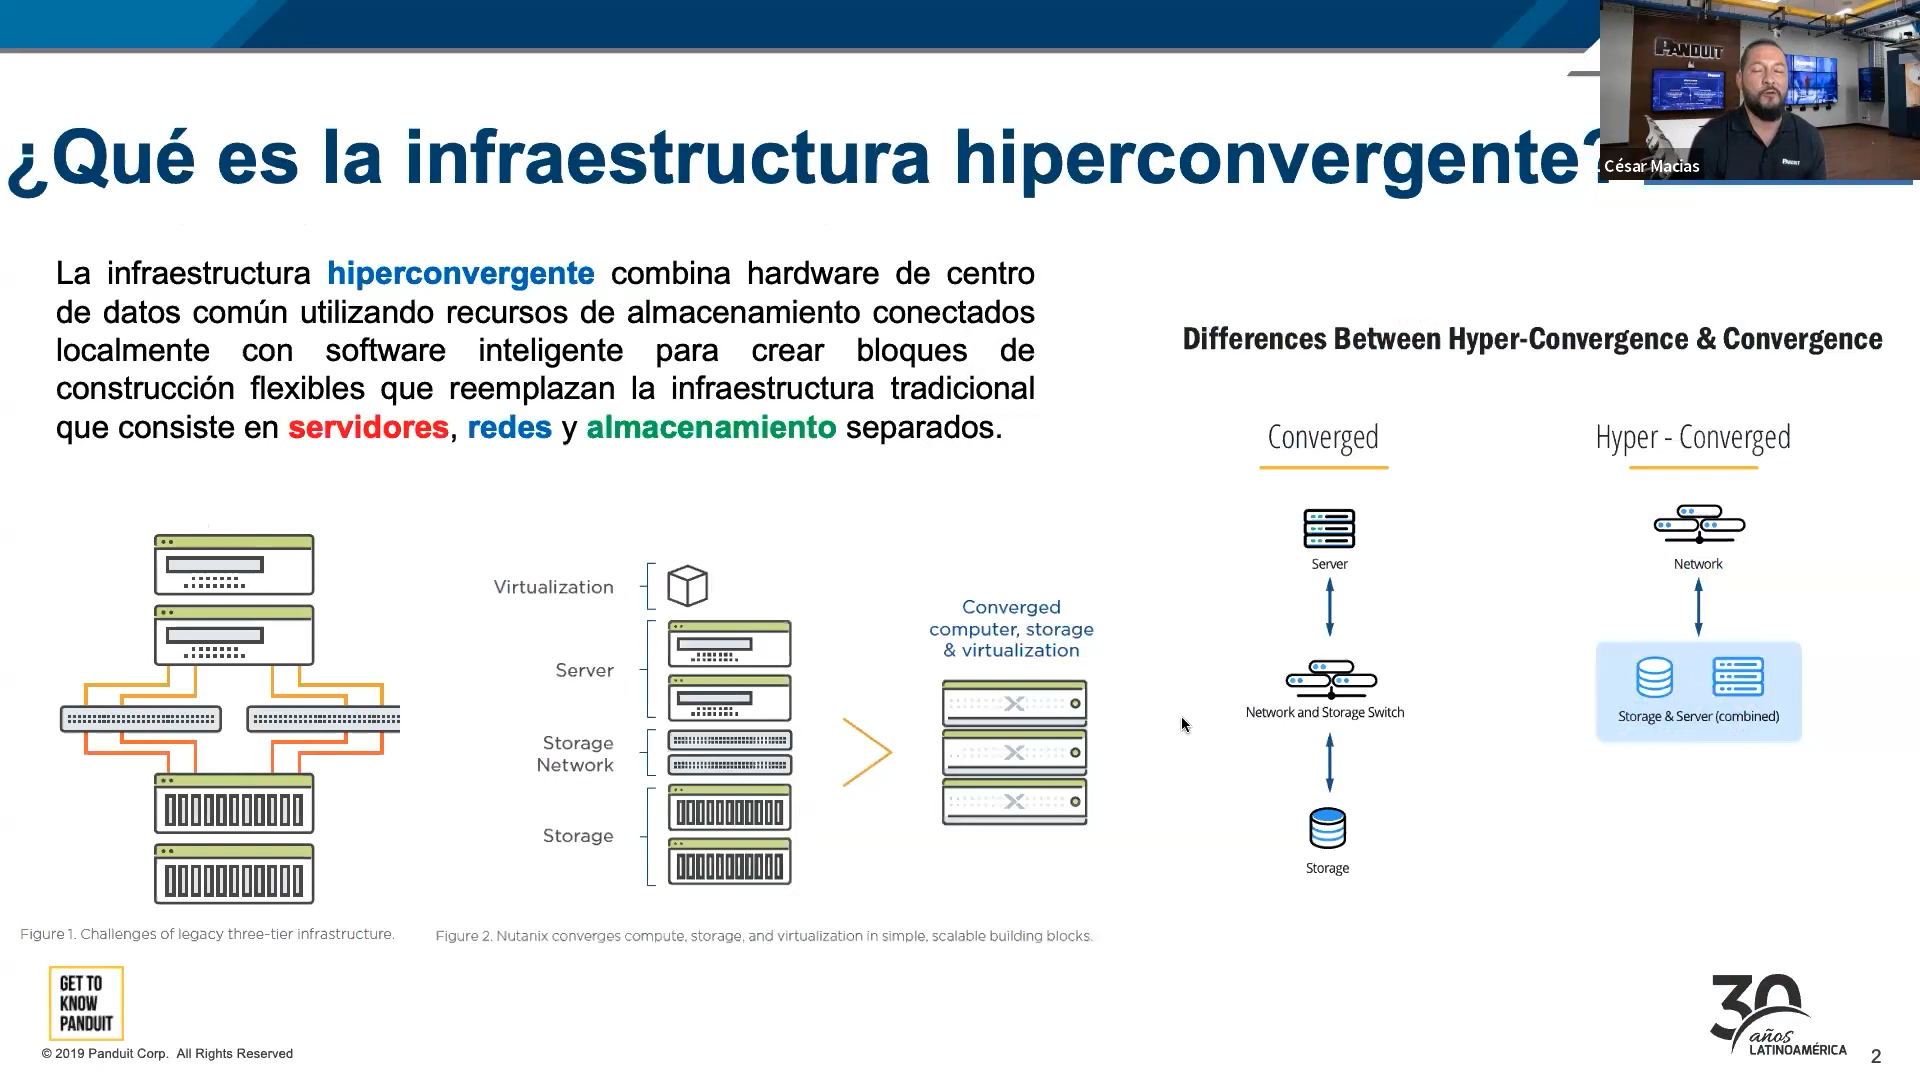 PANDUIT
César Macias
¿Qué es la infraestructura hiperconvergente?
La infraestructura hiperconvergente combina hardware de centro
de datos común utilizando recursos de almacenamiento conectados
localmente con software inteligente para crear bloques de
construcción flexibles que reemplazan la infraestructura tradicional
que consiste en servidores, redes y almacenamiento separados.
Differences Between Hyper-Convergence & Convergence
Converged
Hyper - Converged
Server
Network
Network and Storage Switch
Storage & Server (combined)
Storage
Virtualization
Server
Storage
Network
Storage
Converged
computer, storage
& virtualization
Figure 1. Challenges of legacy three-tier infrastructure.
Figure 2. Nutanix converges compute, storage, and virtualization in simple, scalable building blocks.
GET TO
KNOW
PANDUIT
© 2019 Panduit Corp. All Rights Reserved
30
años
LATINOAMÉRICA
2